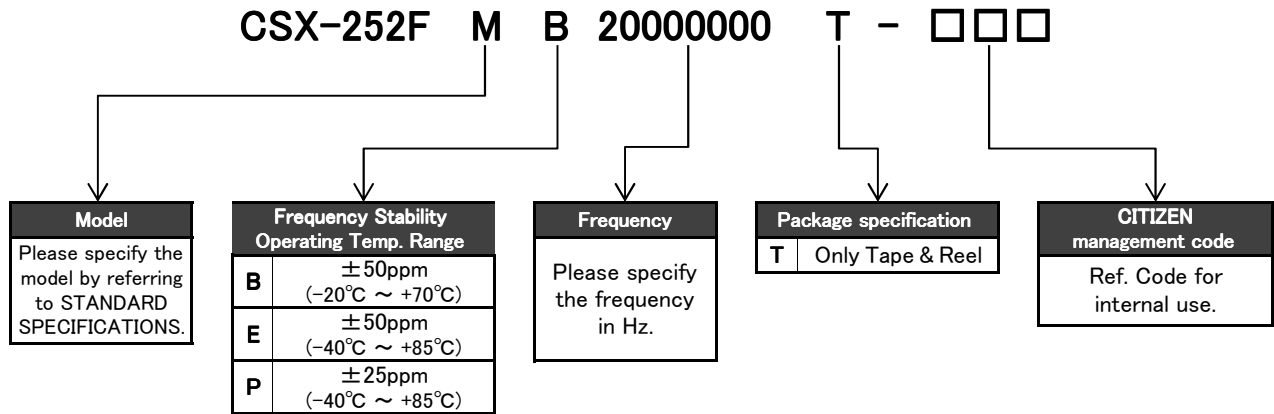 CSX-252F M B 20000000 T - □□□
Model
Please specify the
model by referring
to STANDARD
SPECIFICATIONS.
Frequency Stability
Operating Temp. Range
B ±50ppm
(-20℃ ~ +70℃)
E ±50ppm
(-40℃ ~ +85℃)
P ±25ppm
(-40℃ ~ +85℃)
Frequency
Please specify
the frequency
in Hz.
Package specification
T Only Tape & Reel
CITIZEN
management code
Ref. Code for
internal use.